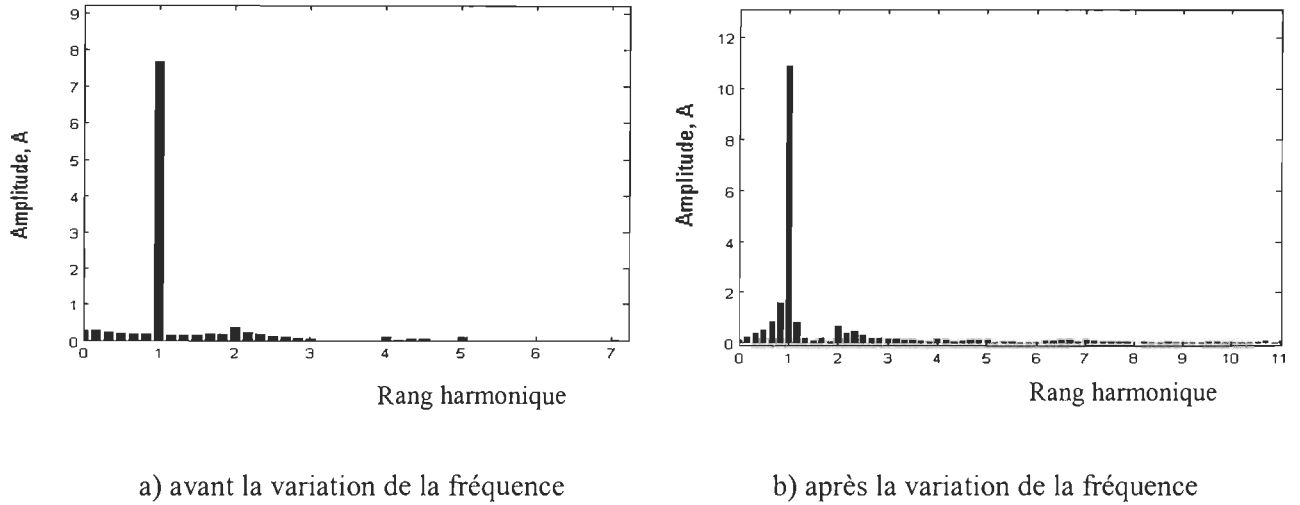 9
8
7
6
5
4
3
2
1
0
Amplitude, A
0 1 2 3 4 5 6 7
Rang harmonique
12
10
8
6
4
2
0
Amplitude, A
0 1 2 3 4 5 6 7 8 9 10 11
Rang harmonique
a) avant la variation de la fréquence
b) après la variation de la fréquence